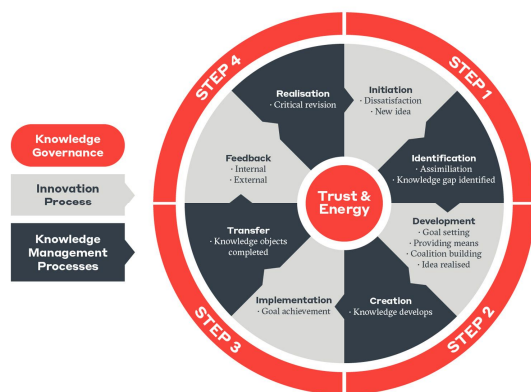 STEP 4
STEP 1
Realisation
· Critical revision
Initiation
· Dissatisfaction
· New idea
Knowledge
Governance
Innovation
Process
Knowledge
Management
Processes
Feedback
· Internal
· External
Identification
· Assimiliation
· Knowledge gap identified
Trust &
Energy
Transfer
· Knowledge objects
completed
Development
· Goal setting
· Providing means
· Coalition building
· Idea realised
Implementation
· Goal achievement
Creation
· Knowledge develops
STEP 3
STEP 2